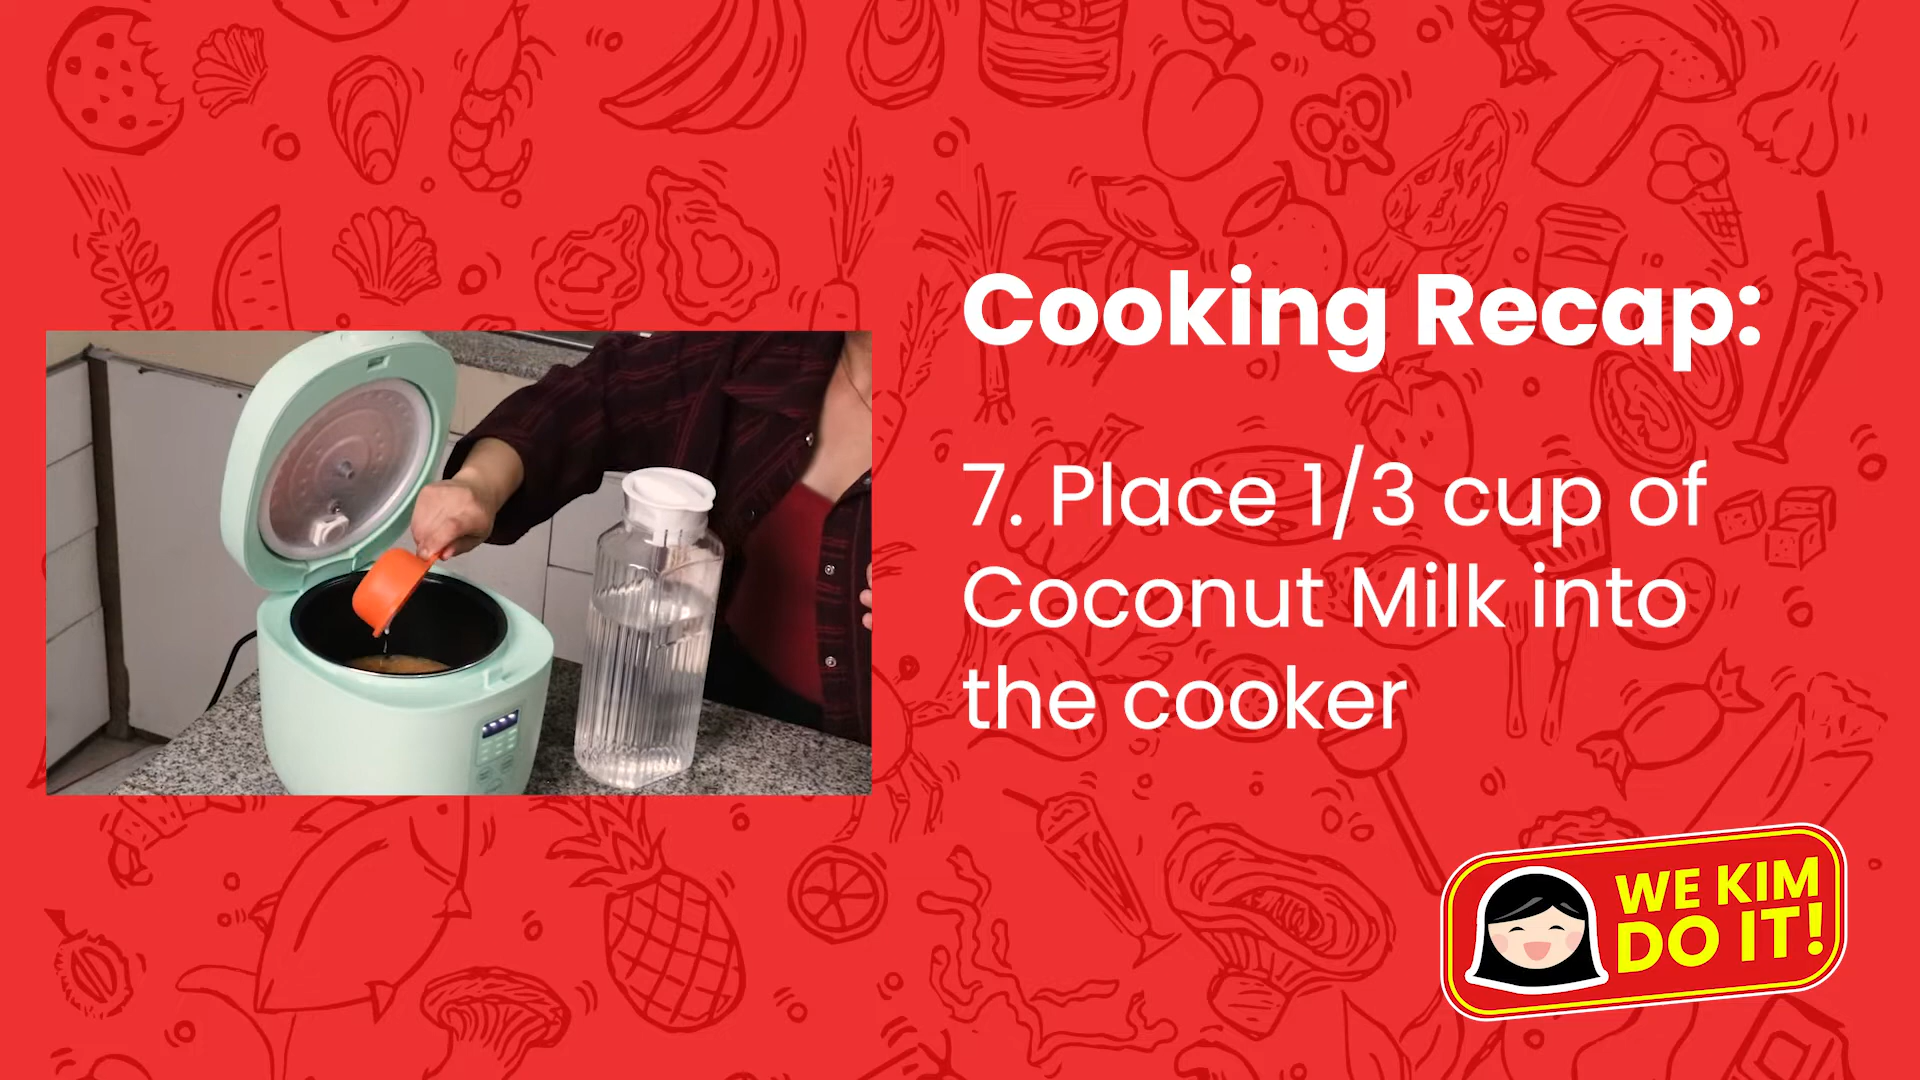 Cooking Recap:
7. Place 1/3 cup of
Coconut Milk into
the cooker
WE KIM
DO IT!